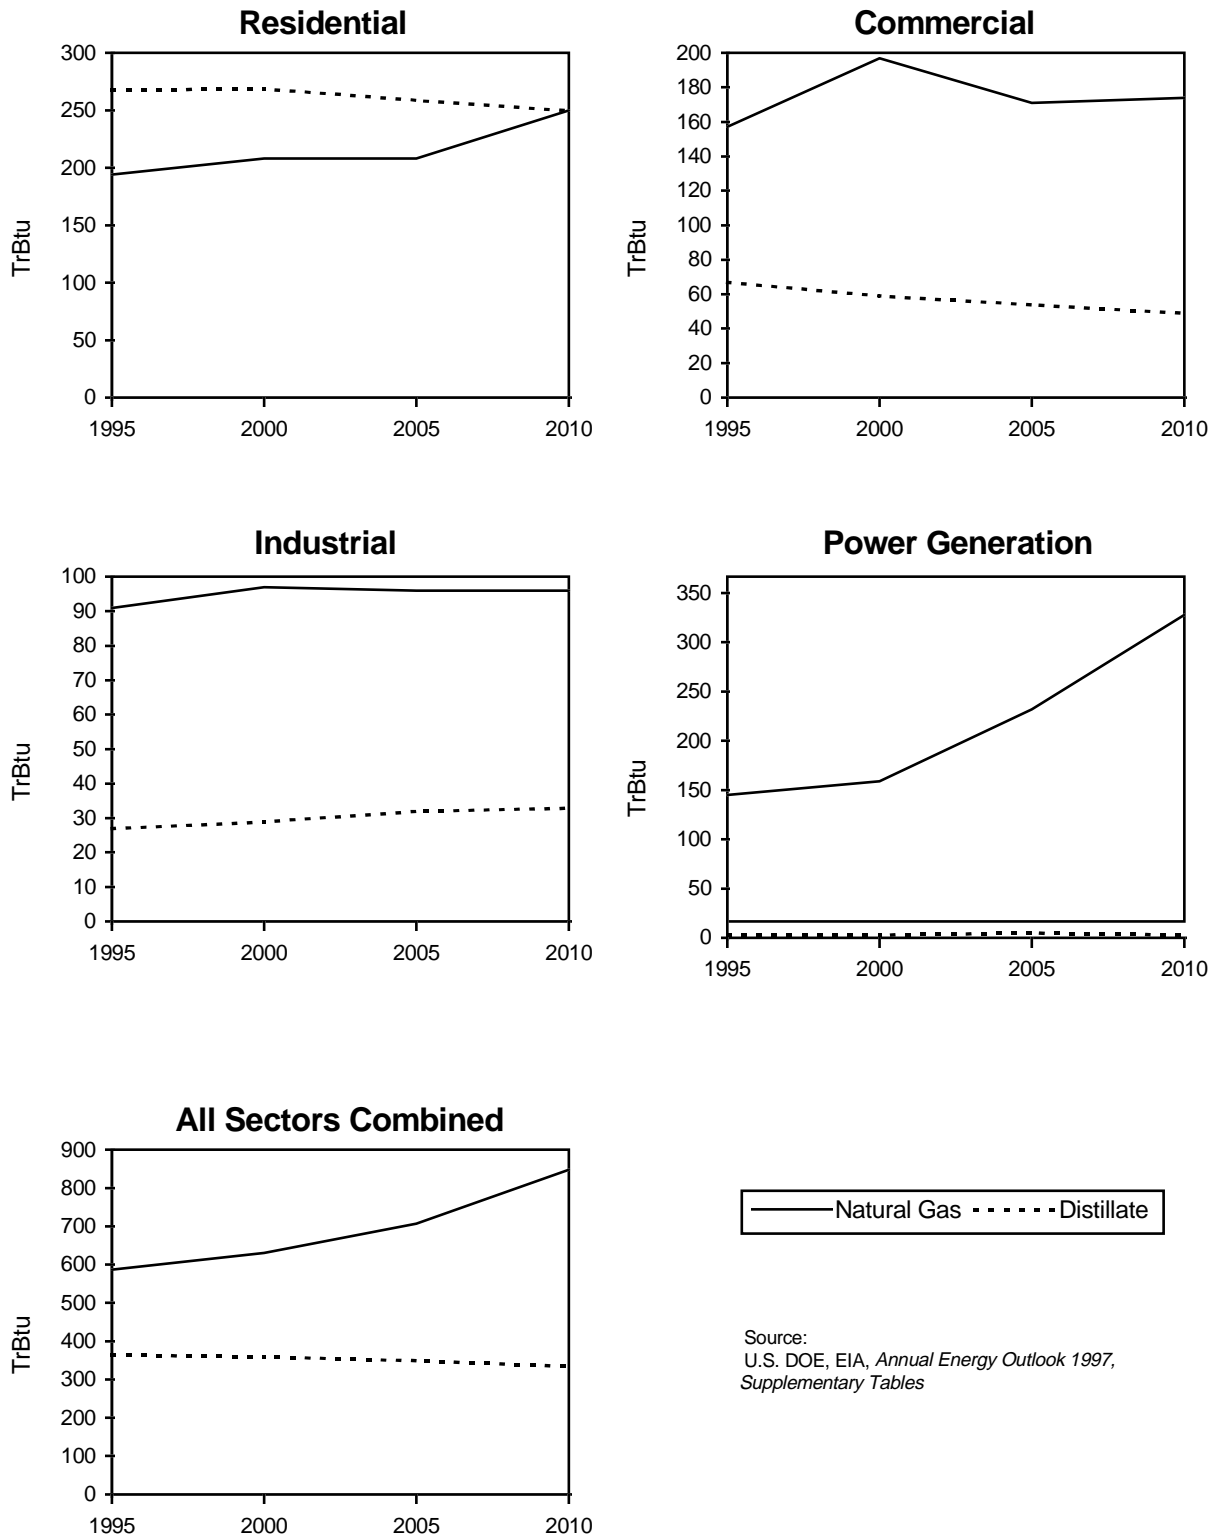 Residential
300
250
200
150
100
50
0
TrBtu
1995 2000 2005 2010
Commercial
200
180
160
140
120
100
80
60
40
20
0
TrBtu
1995 2000 2005 2010
Industrial
100
90
80
70
60
50
40
30
20
10
0
TrBtu
1995 2000 2005 2010
Power Generation
350
300
250
200
150
100
50
0
TrBtu
1995 2000 2005 2010
All Sectors Combined
900
800
700
600
500
400
300
200
100
0
TrBtu
1995 2000 2005 2010
Natural Gas Distillate
Source:
U.S. DOE, EIA, Annual Energy Outlook 1997,
Supplementary Tables